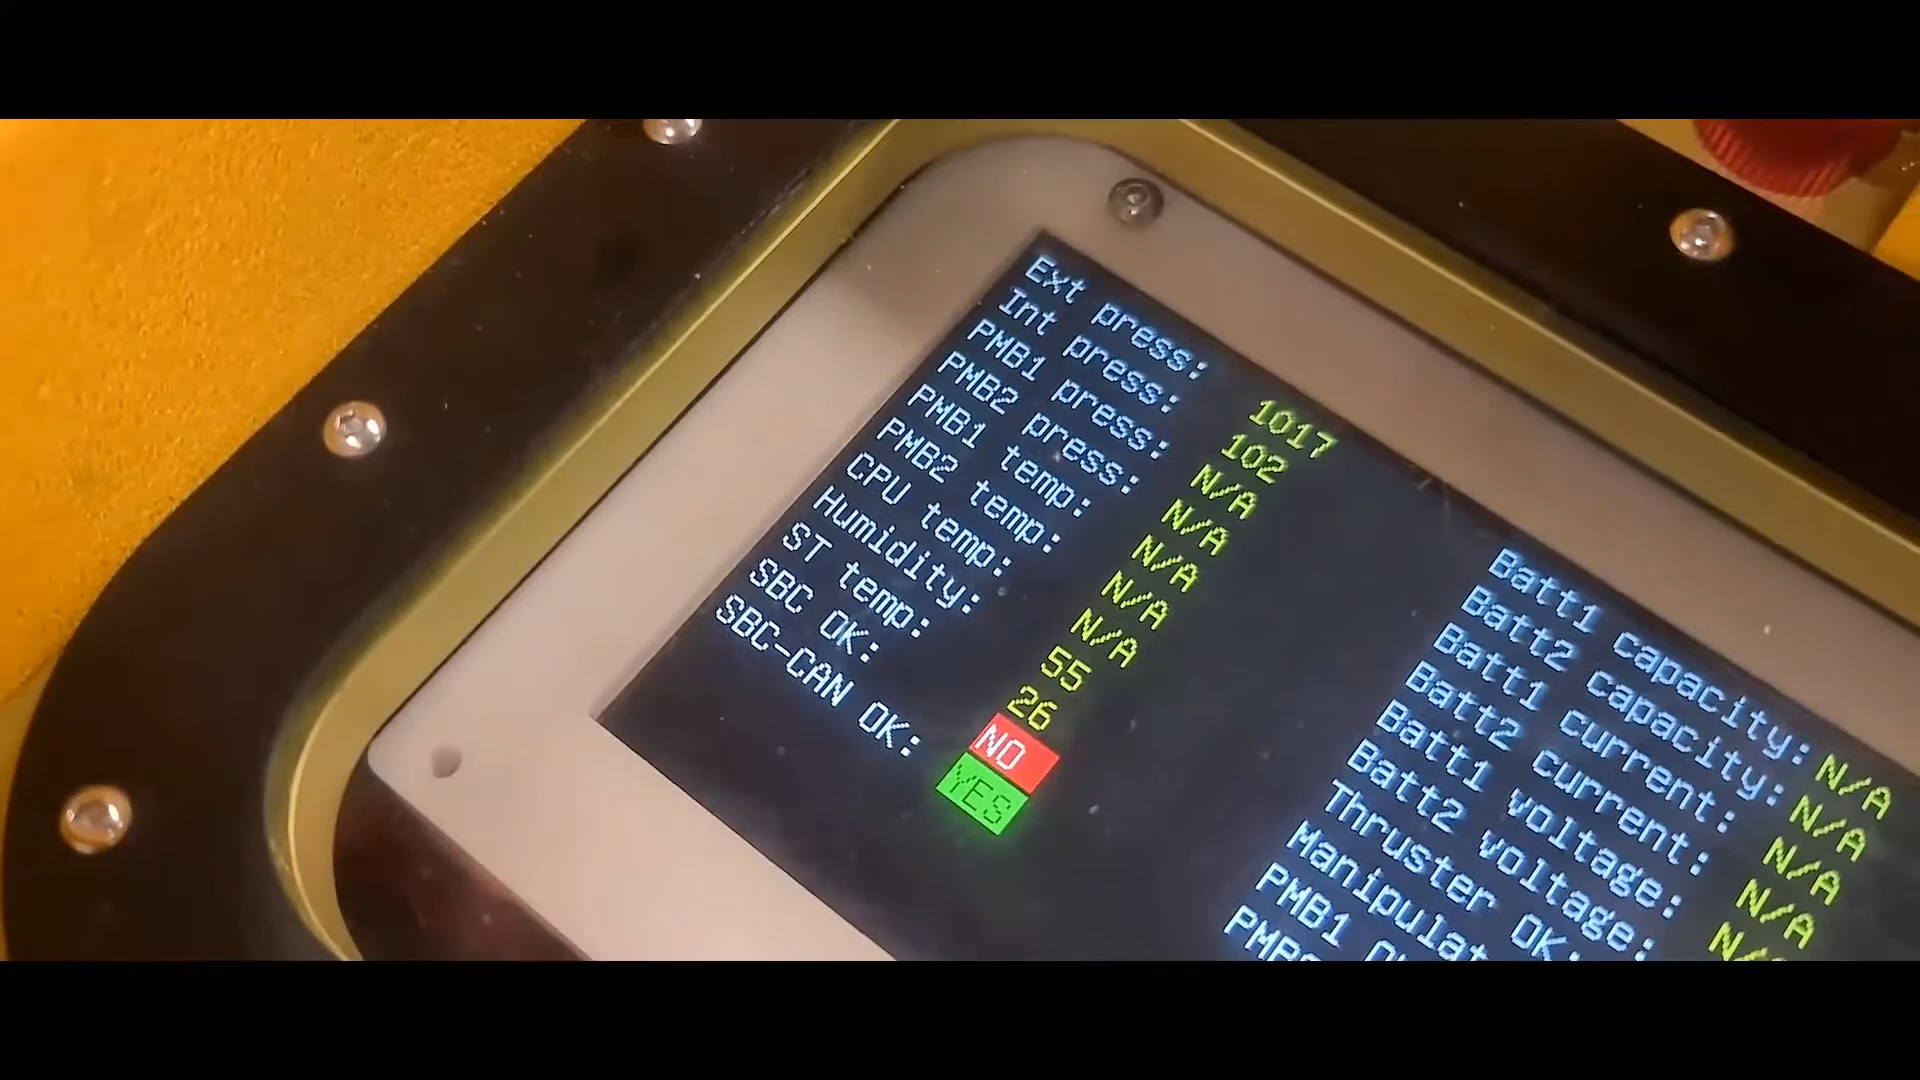 Ext press: 1017
Int press: 102
PMB1 press: N/A
PMB2 press: N/A
PMB1 temp: N/A
PMB2 temp: N/A
CPU temp: N/A
Humidity: 55
ST temp: 26
SBC OK: NO
SBC-CAN OK: YES
Batt1 capacity: N/A
Batt2 capacity: N/A
Batt1 current: N/A
Batt2 current: N/A
Batt1 voltage: N/A
Batt2 voltage:
Thruster OK:
Manipulat
PMB1